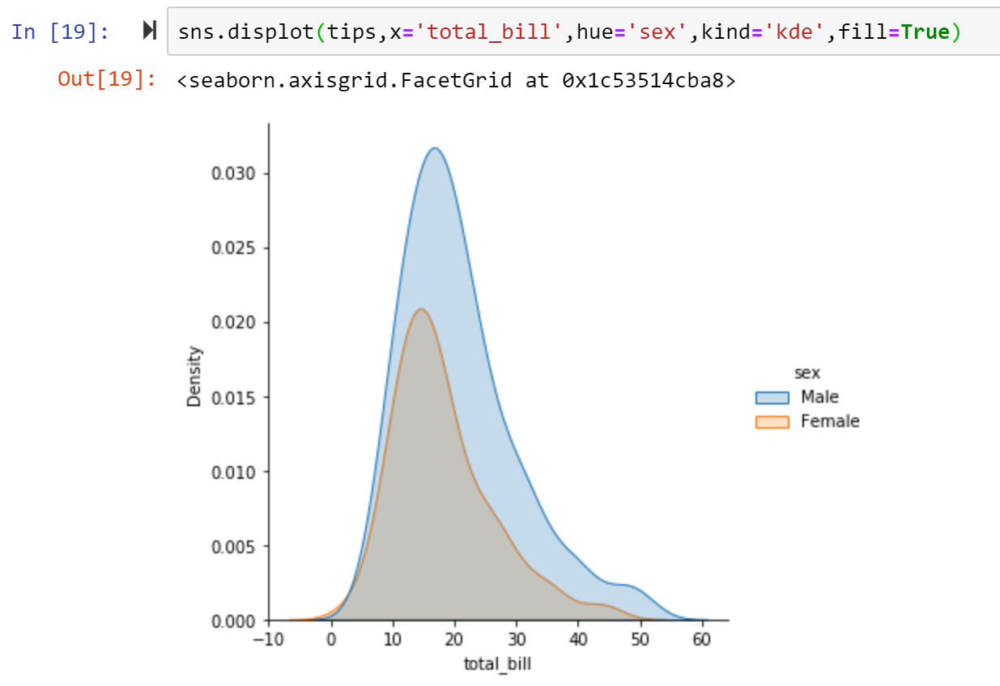 In [19]: sns.displot(tips,x='total_bill',hue='sex',kind='kde',fill=True)
Out[19]: <seaborn.axisgrid.FacetGrid at 0x1c53514cba8>
0.030
0.025
0.020
0.015
0.010
0.005
0.000
Density
−10 0 10 20 30 40 50 60
total_bill
sex
Male
Female